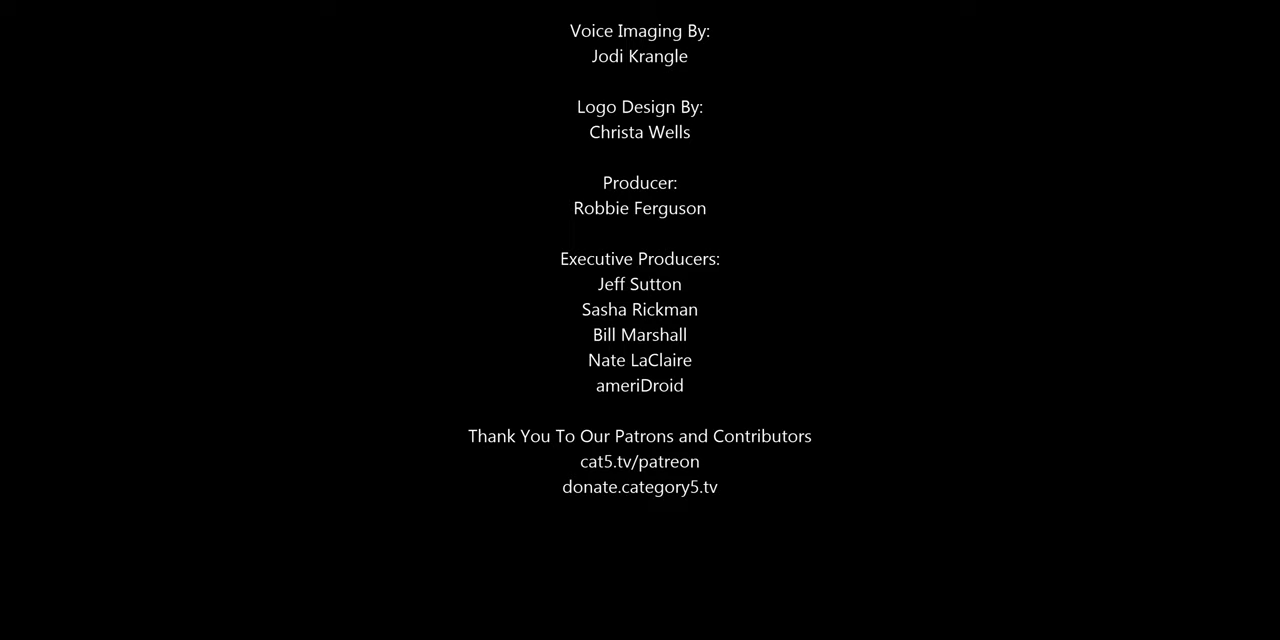 Voice Imaging By:
Jodi Krangle
Logo Design By:
Christa Wells
Producer:
Robbie Ferguson
Executive Producers:
Jeff Sutton
Sasha Rickman
Bill Marshall
Nate LaClaire
ameriDroid
Thank You To Our Patrons and Contributors
cat5.tv/patreon
donate.category5.tv